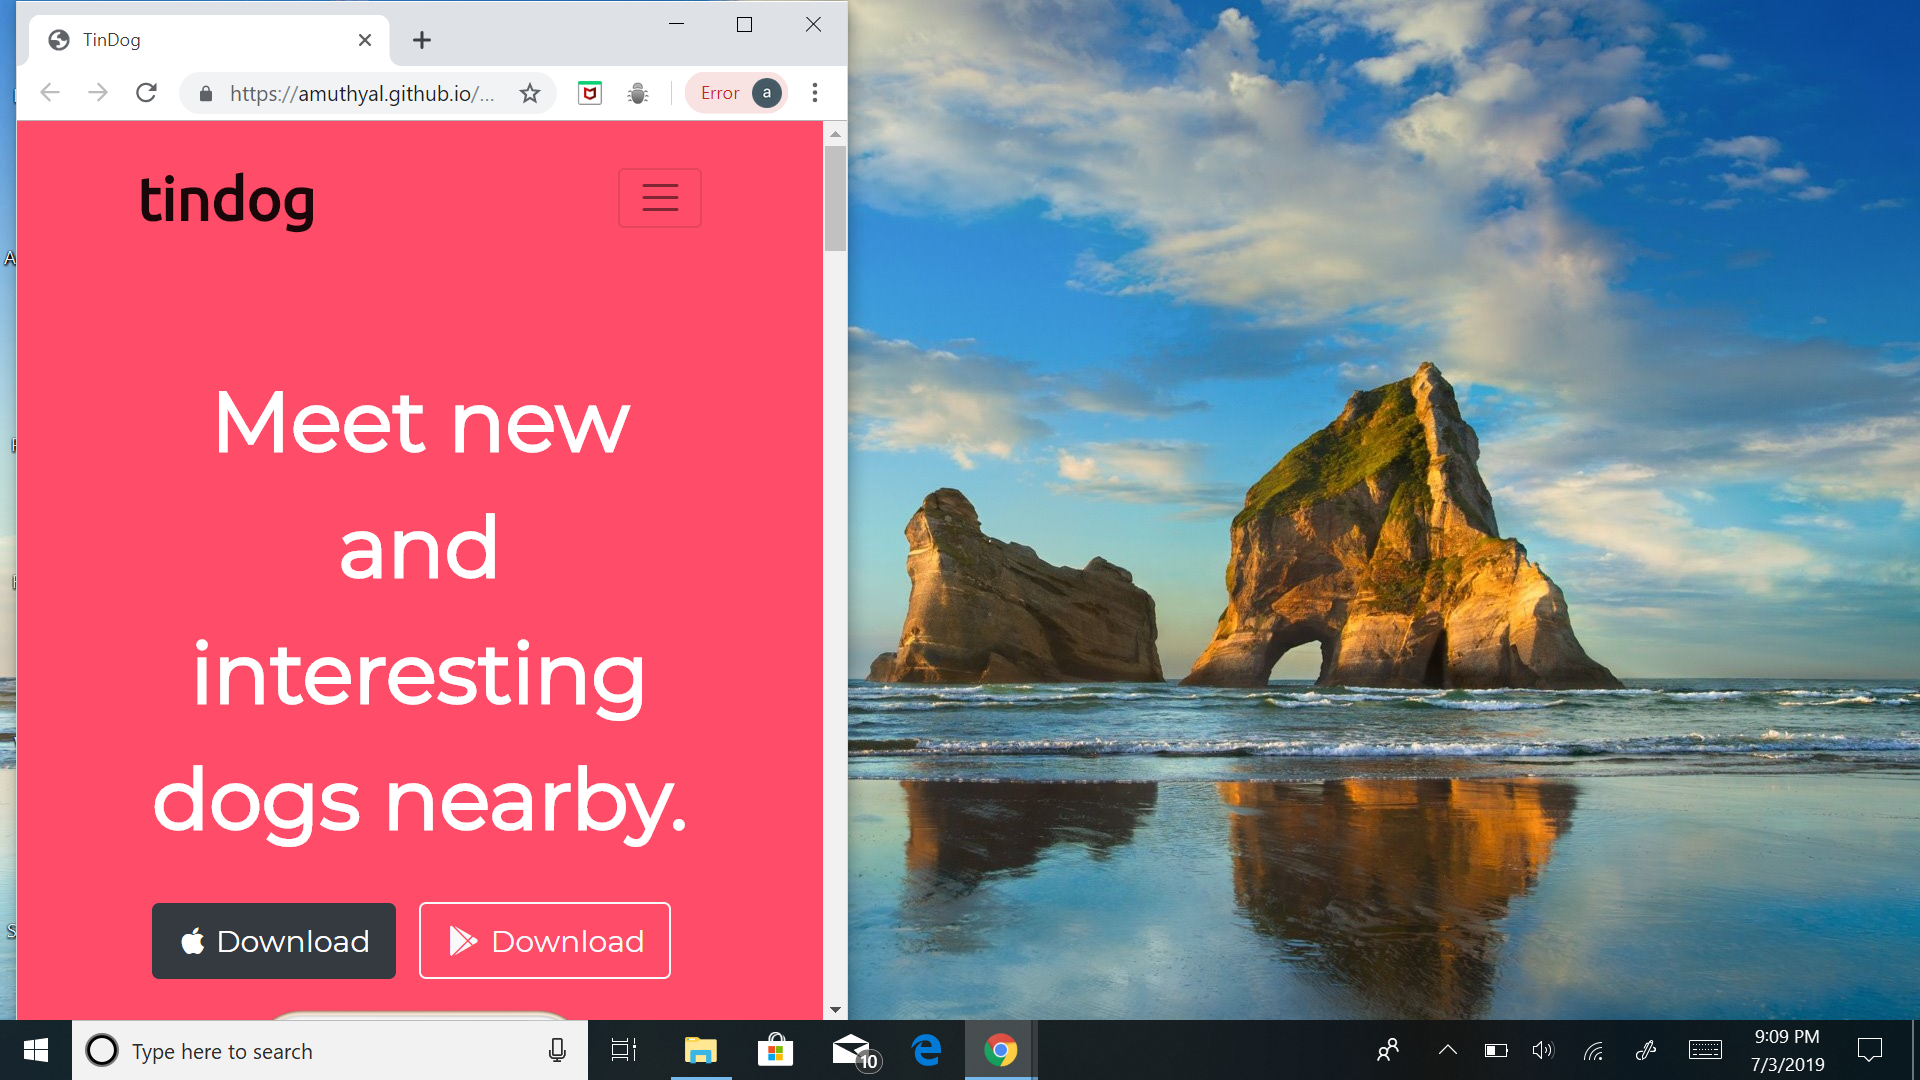 TinDog
https://amuthyal.github.io/...
Error
a
tindog
Meet new
and
interesting
dogs nearby.
Download
Download
Type here to search
10
9:09 PM
7/3/2019